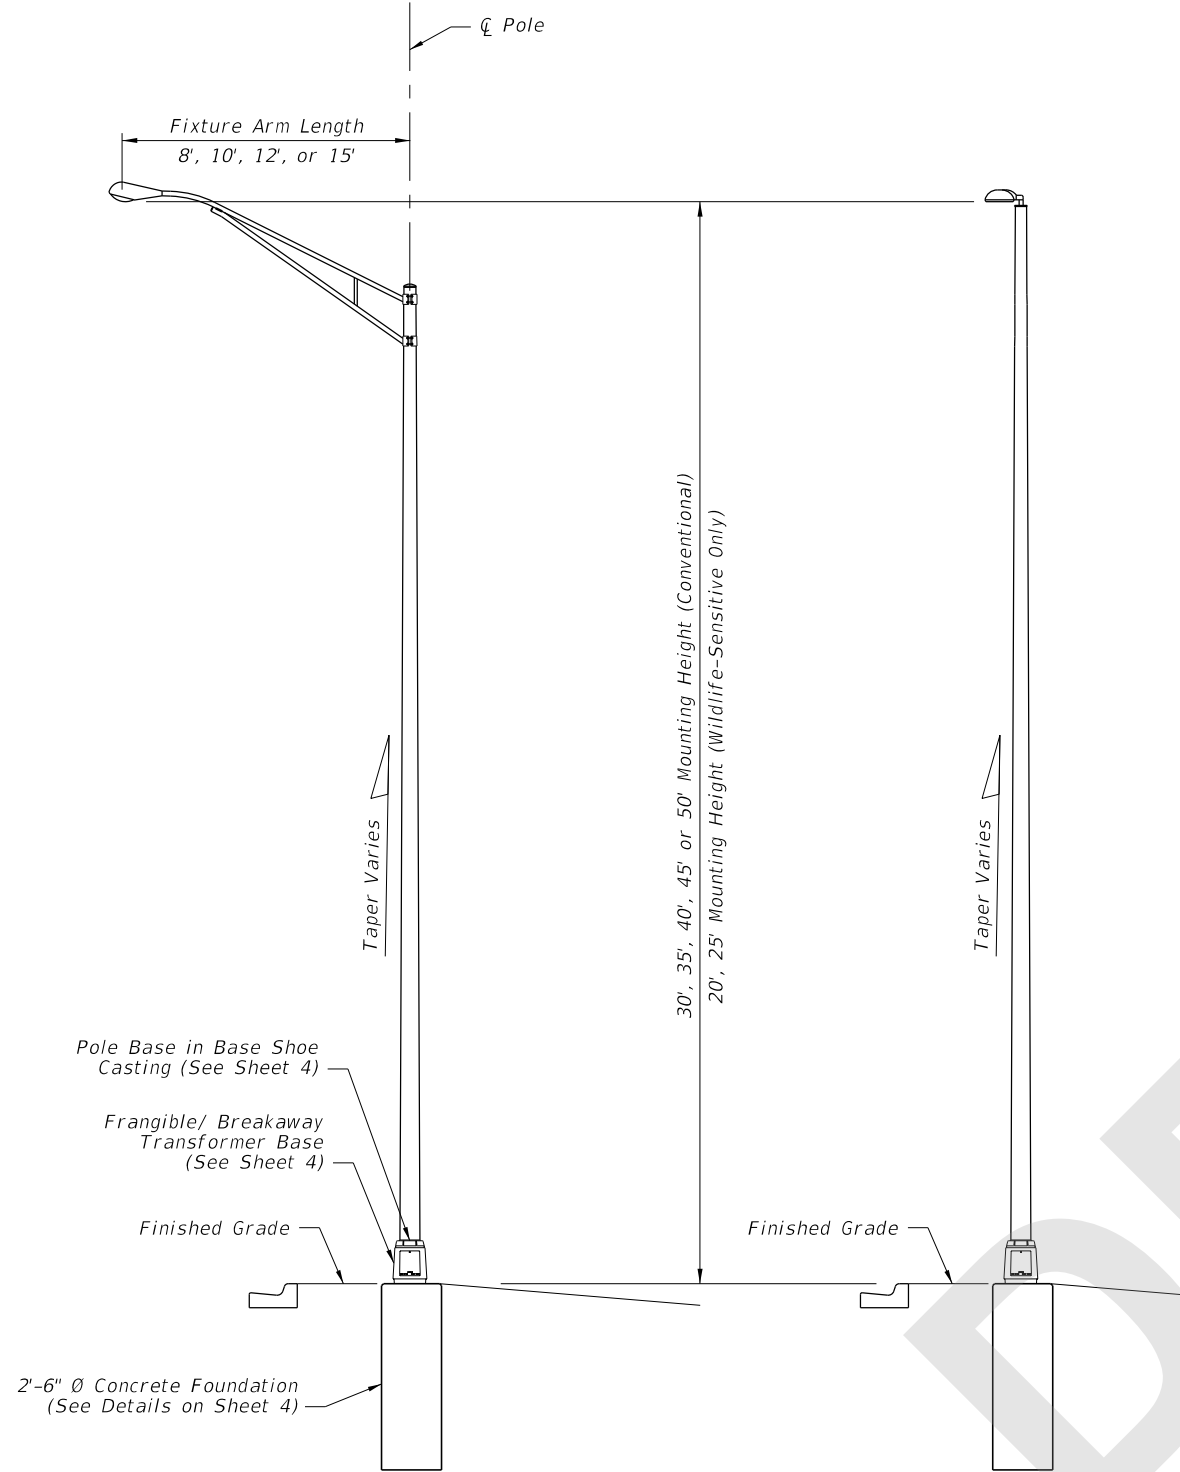 ℄ Pole
Fixture Arm Length
8', 10', 12', or 15'
30', 35', 40', 45' or 50' Mounting Height (Conventional)
20', 25' Mounting Height (Wildlife-Sensitive Only)
Taper Varies
Taper Varies
Pole Base in Base Shoe
Casting (See Sheet 4)
Frangible/ Breakaway
Transformer Base
(See Sheet 4)
Finished Grade
Finished Grade
2'-6" Ø Concrete Foundation
(See Details on Sheet 4)